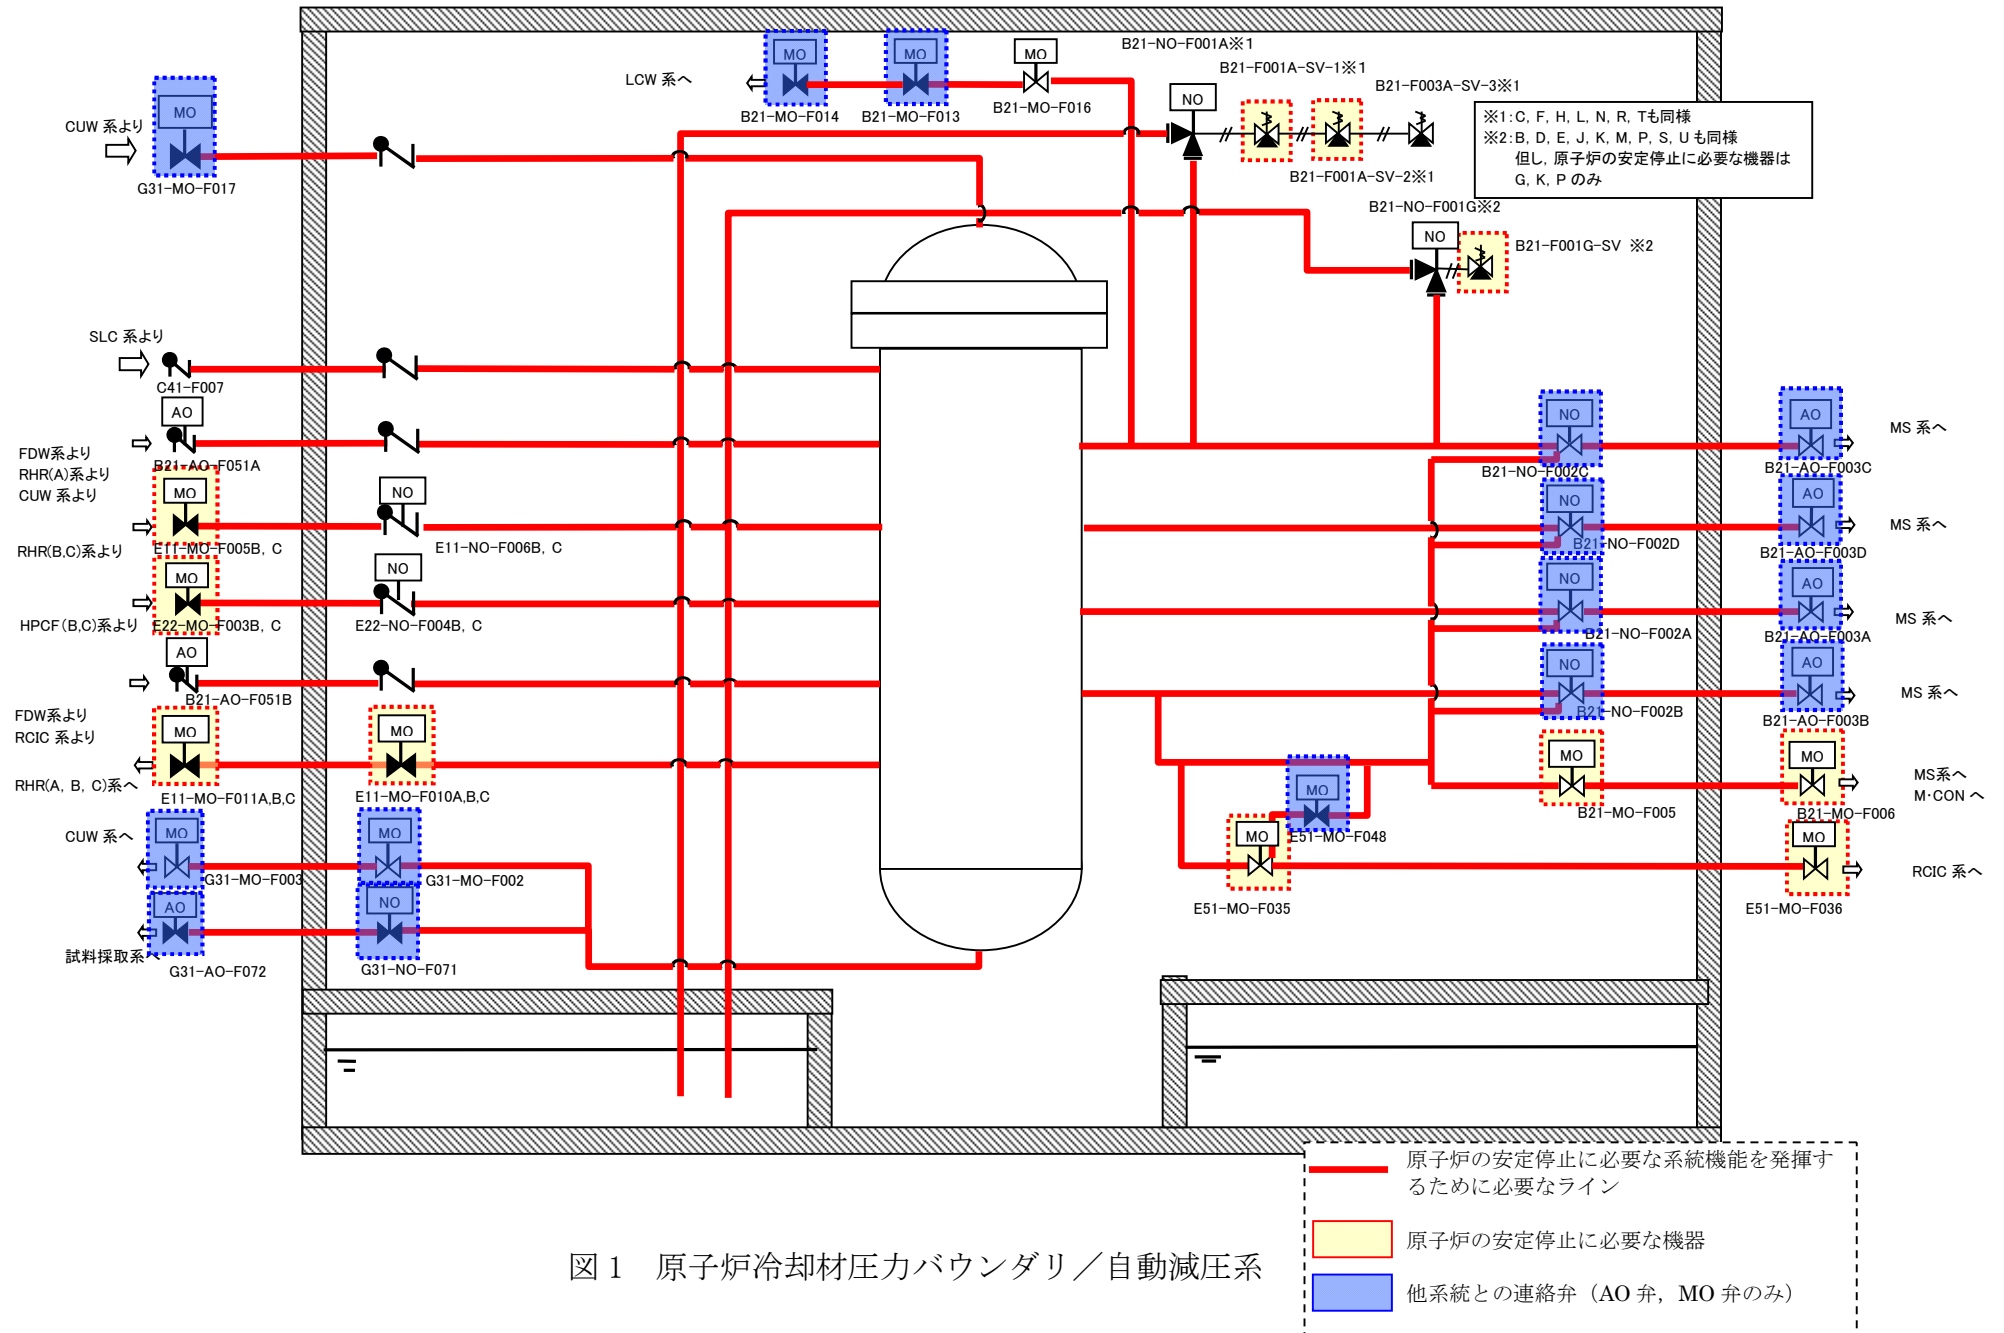 MO
MO
MO
B21-NO-F001A※1
B21-F001A-SV-1※1
B21-F003A-SV-3※1
LCW 系へ
B21-MO-F014
B21-MO-F013
B21-MO-F016
NO
※1:C, F, H, L, N, R, Tも同様
※2:B, D, E, J, K, M, P, S, Uも同様
但し, 原子炉の安定停止に必要な機器は
G, K, P のみ
MO
CUW 系より
G31-MO-F017
B21-F001A-SV-2※1
B21-NO-F001G※2
NO
B21-F001G-SV ※2
SLC 系より
C41-F007
AO
FDW系より
RHR(A)系より
CUW 系より
B21-AO-F051A
MO
NO
RHR(B,C)系より
E11-MO-F005B, C
E11-NO-F006B, C
MO
NO
HPCF(B,C)系より
E22-MO-F003B, C
E22-NO-F004B, C
AO
B21-AO-F051B
FDW系より
RCIC 系より
MO
MO
RHR(A, B, C)系へ
E11-MO-F011A,B,C
E11-MO-F010A,B,C
CUW 系へ
MO
MO
G31-MO-F003
G31-MO-F002
AO
NO
試料採取系へ
G31-AO-F072
G31-NO-F071
NO
AO
MS 系へ
B21-NO-F002C
B21-AO-F003C
NO
AO
MS 系へ
B21-NO-F002D
B21-AO-F003D
NO
AO
MS 系へ
B21-NO-F002A
B21-AO-F003A
NO
AO
MS 系へ
B21-NO-F002B
B21-AO-F003B
MO
MO
MS系へ
M・CON へ
B21-MO-F005
B21-MO-F006
MO
E51-MO-F048
MO
MO
RCIC 系へ
E51-MO-F035
E51-MO-F036
原子炉の安定停止に必要な系統機能を発揮す
るために必要なライン
原子炉の安定停止に必要な機器
他系統との連絡弁（AO 弁，MO 弁のみ）
図 1　原子炉冷却材圧力バウンダリ／自動減圧系